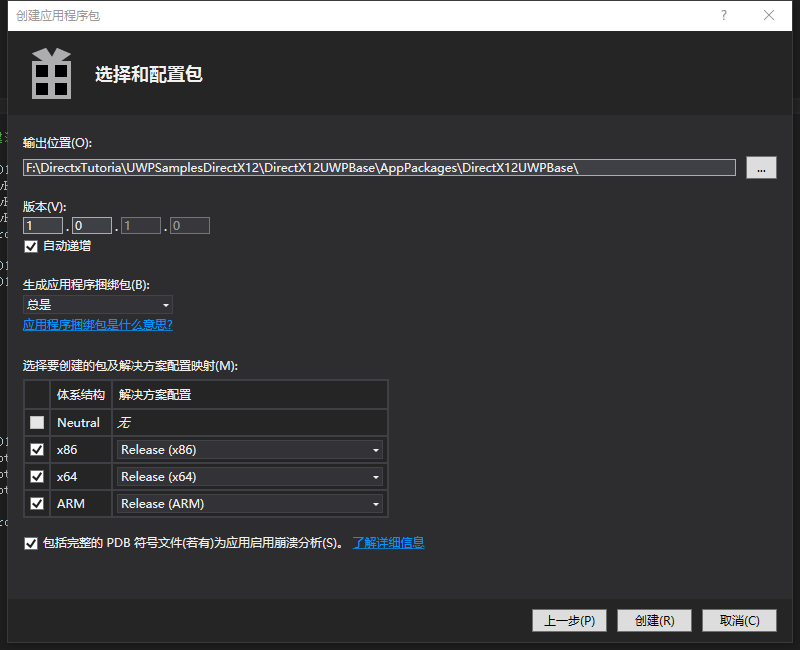 创建应用程序包
?
选择和配置包
输出位置(O):
F:\DirectxTutoria\UWPSamplesDirectX12\DirectX12UWPBase\AppPackages\DirectX12UWPBase\
...
版本(V):
1 . 0 . 1 . 0
自动递增
生成应用程序捆绑包(B):
总是
应用程序捆绑包是什么意思?
选择要创建的包及解决方案配置映射(M):
体系结构 解决方案配置
Neutral 无
x86 Release (x86)
x64 Release (x64)
ARM Release (ARM)
包括完整的 PDB 符号文件(若有)为应用启用崩溃分析(S)。 了解详细信息
上一步(P) 创建(R) 取消(C)